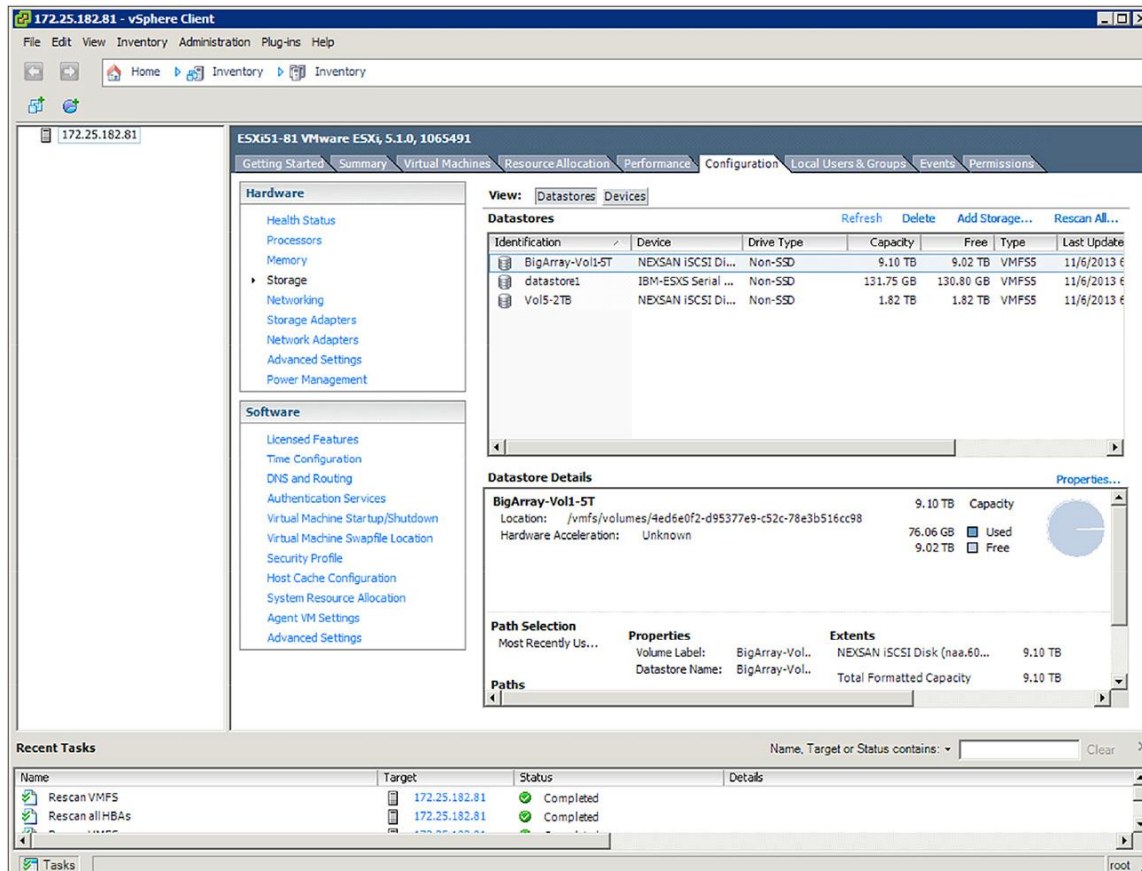 172.25.182.81 - vSphere Client
File Edit View Inventory Administration Plug-ins Help
Home Inventory Inventory
172.25.182.81
ESXi51-81 VMware ESXi, 5.1.0, 1065491
Getting Started Summary Virtual Machines Resource Allocation Performance Configuration Local Users & Groups Events Permissions
Hardware
Health Status
Processors
Memory
Storage
Networking
Storage Adapters
Network Adapters
Advanced Settings
Power Management
Software
Licensed Features
Time Configuration
DNS and Routing
Authentication Services
Virtual Machine Startup/Shutdown
Virtual Machine Swapfile Location
Security Profile
Host Cache Configuration
System Resource Allocation
Agent VM Settings
Advanced Settings
View: Datastores Devices
Datastores Refresh Delete Add Storage... Rescan All...
Identification Device Drive Type Capacity Free Type Last Update
BigArray-Vol1-5T NEXSAN iSCSI Di... Non-SSD 9.10 TB 9.02 TB VMFS5 11/6/2013 6
datastore1 IBM-ESXS Serial ... Non-SSD 131.75 GB 130.80 GB VMFS5 11/6/2013 6
Vol5-2TB NEXSAN iSCSI Di... Non-SSD 1.82 TB 1.82 TB VMFS5 11/6/2013 6
Datastore Details Properties...
BigArray-Vol1-5T 9.10 TB Capacity
Location: /vmfs/volumes/4ed6e0f2-d95377e9-c52c-78e3b516cc98
Hardware Acceleration: Unknown 76.06 GB Used
9.02 TB Free
Path Selection
Most Recently Us...
Paths
Properties
Volume Label: BigArray-Vol..
Datastore Name: BigArray-Vol..
Extents
NEXSAN iSCSI Disk (naa.60... 9.10 TB
Total Formatted Capacity 9.10 TB
Recent Tasks Name, Target or Status contains: Clear
Name Target Status Details
Rescan VMFS 172.25.182.81 Completed
Rescan all HBAs 172.25.182.81 Completed
Tasks root